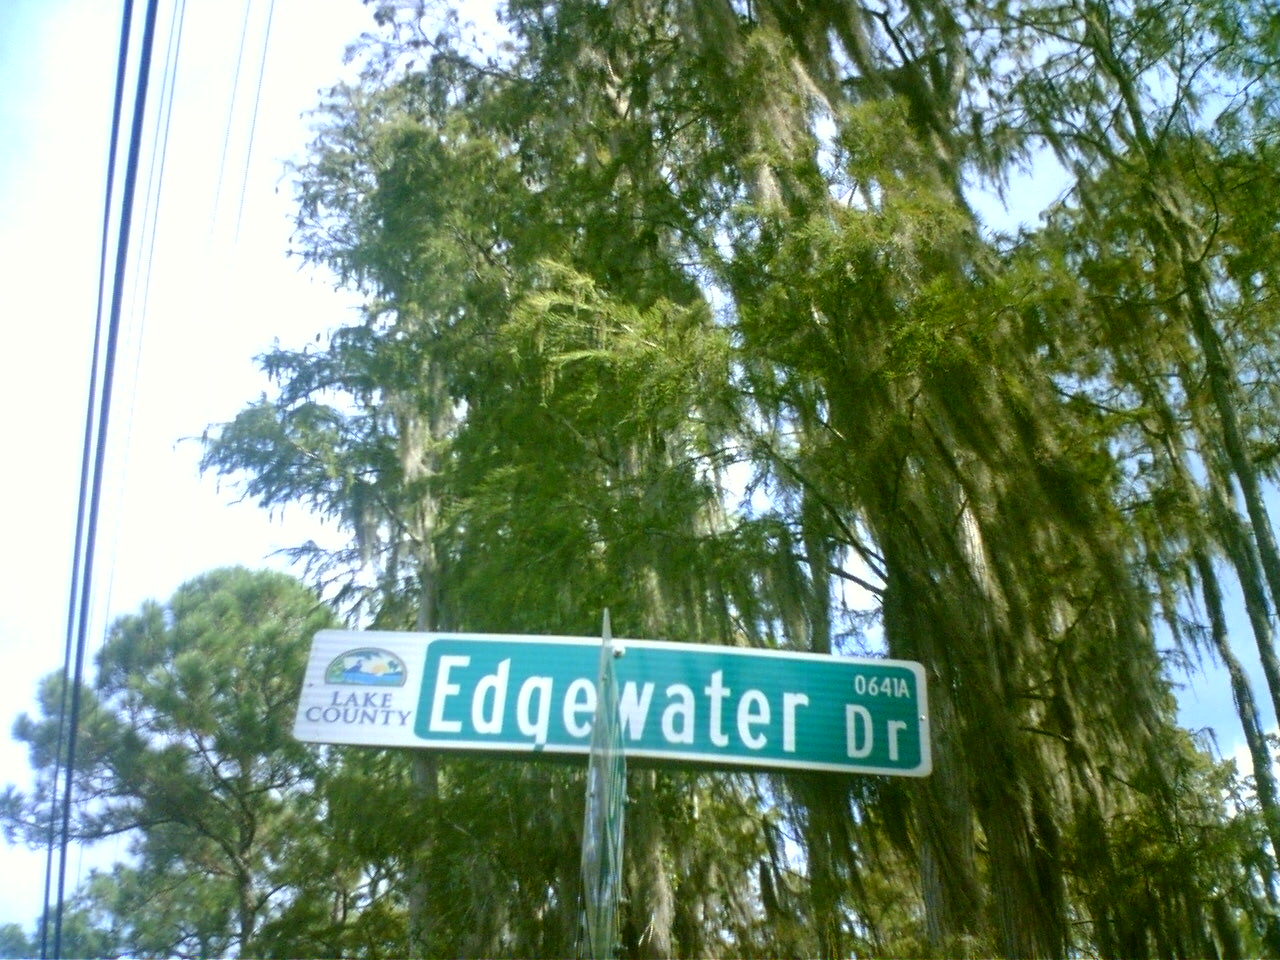 LAKE
COUNTY
Edgewater Dr
0641A